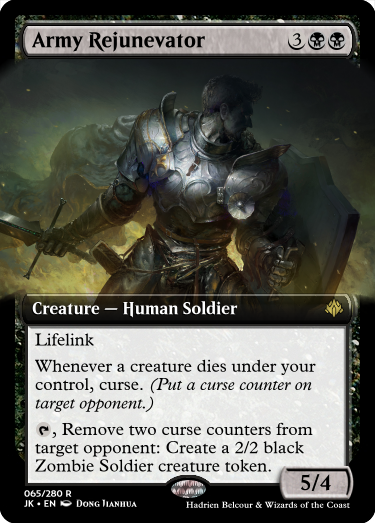 Army Rejunevator 3
Creature — Human Soldier
Lifelink
Whenever a creature dies under your
control, curse. (Put a curse counter on
target opponent.)
, Remove two curse counters from
target opponent: Create a 2/2 black
Zombie Soldier creature token.
5/4
065/280 R
JK • EN DONG JIANHUA
Hadrien Belcour & Wizards of the Coast